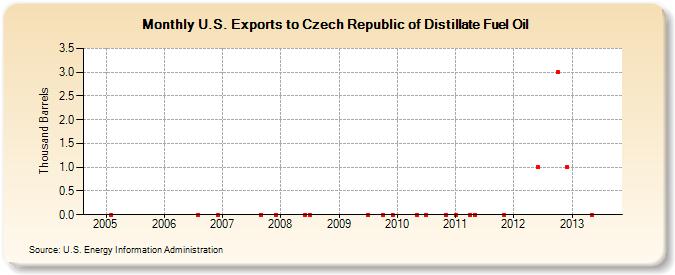 Monthly U.S. Exports to Czech Republic of Distillate Fuel Oil
Thousand Barrels
3.5
3.0
2.5
2.0
1.5
1.0
0.5
0.0
2005 2006 2007 2008 2009 2010 2011 2012 2013
Source: U.S. Energy Information Administration